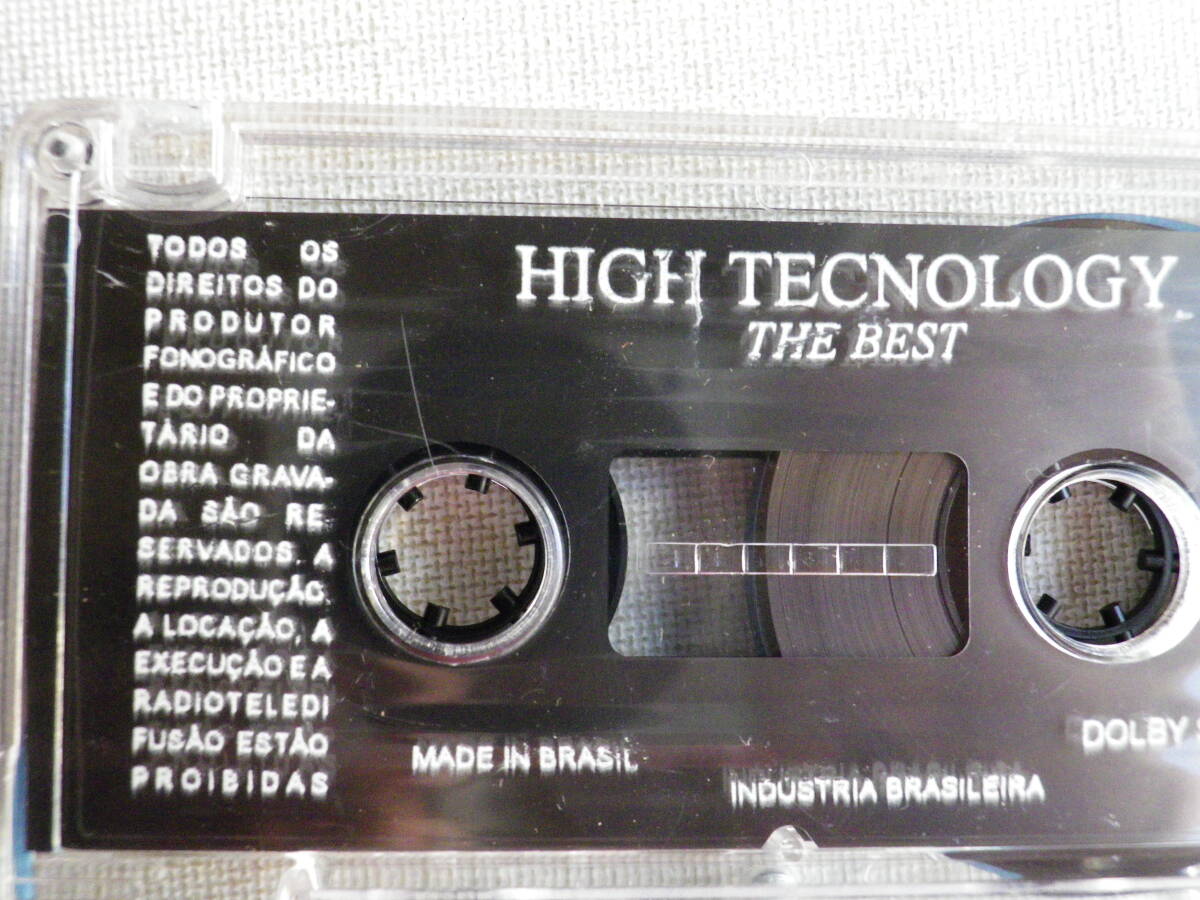 TODOS OS
DIREITOS DO
PRODUTOR
FONOGRÁFICO
E DO PROPRIE-
TÁRIO DA
OBRA GRAVA-
DA SÃO RE-
SERVADOS. A
REPRODUÇÃO,
A LOCAÇÃO, A
EXECUÇÃO E A
RADIOTELEDI
FUSÃO ESTÃO
PROIBIDAS
HIGH TECNOLOGY
THE BEST
MADE IN BRASIL
INDÚSTRIA BRASILEIRA
DOLBY